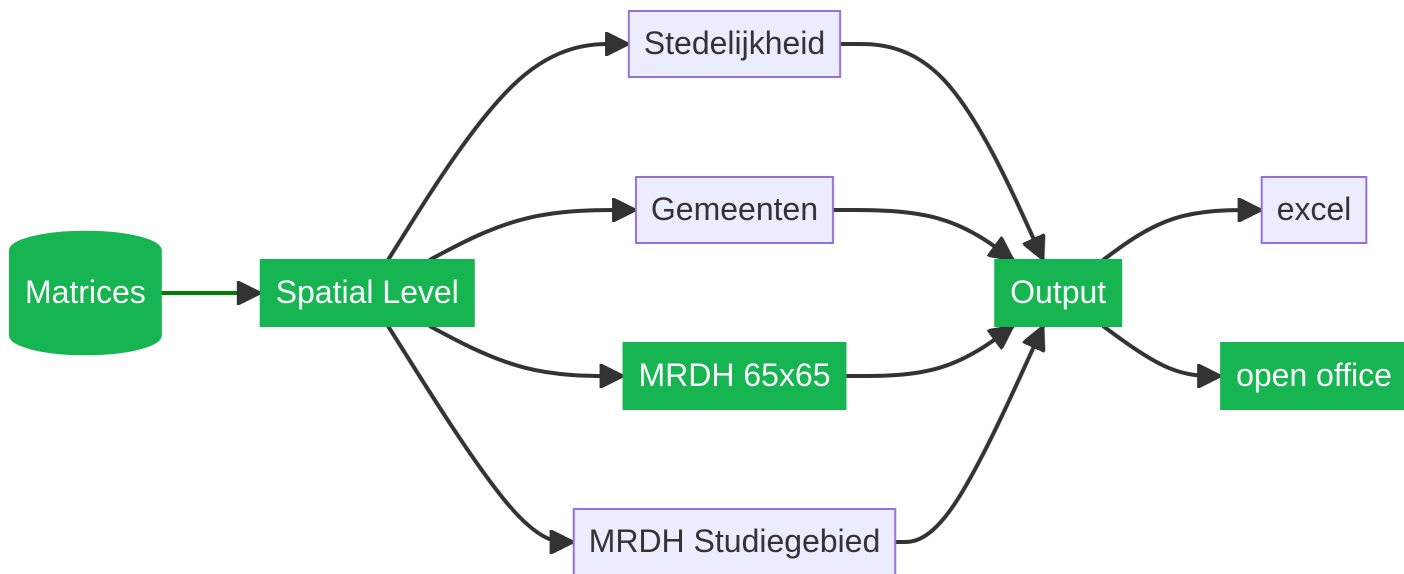 Matrices
Spatial Level
Stedelijkheid
Gemeenten
MRDH 65x65
MRDH Studiegebied
Output
excel
open office